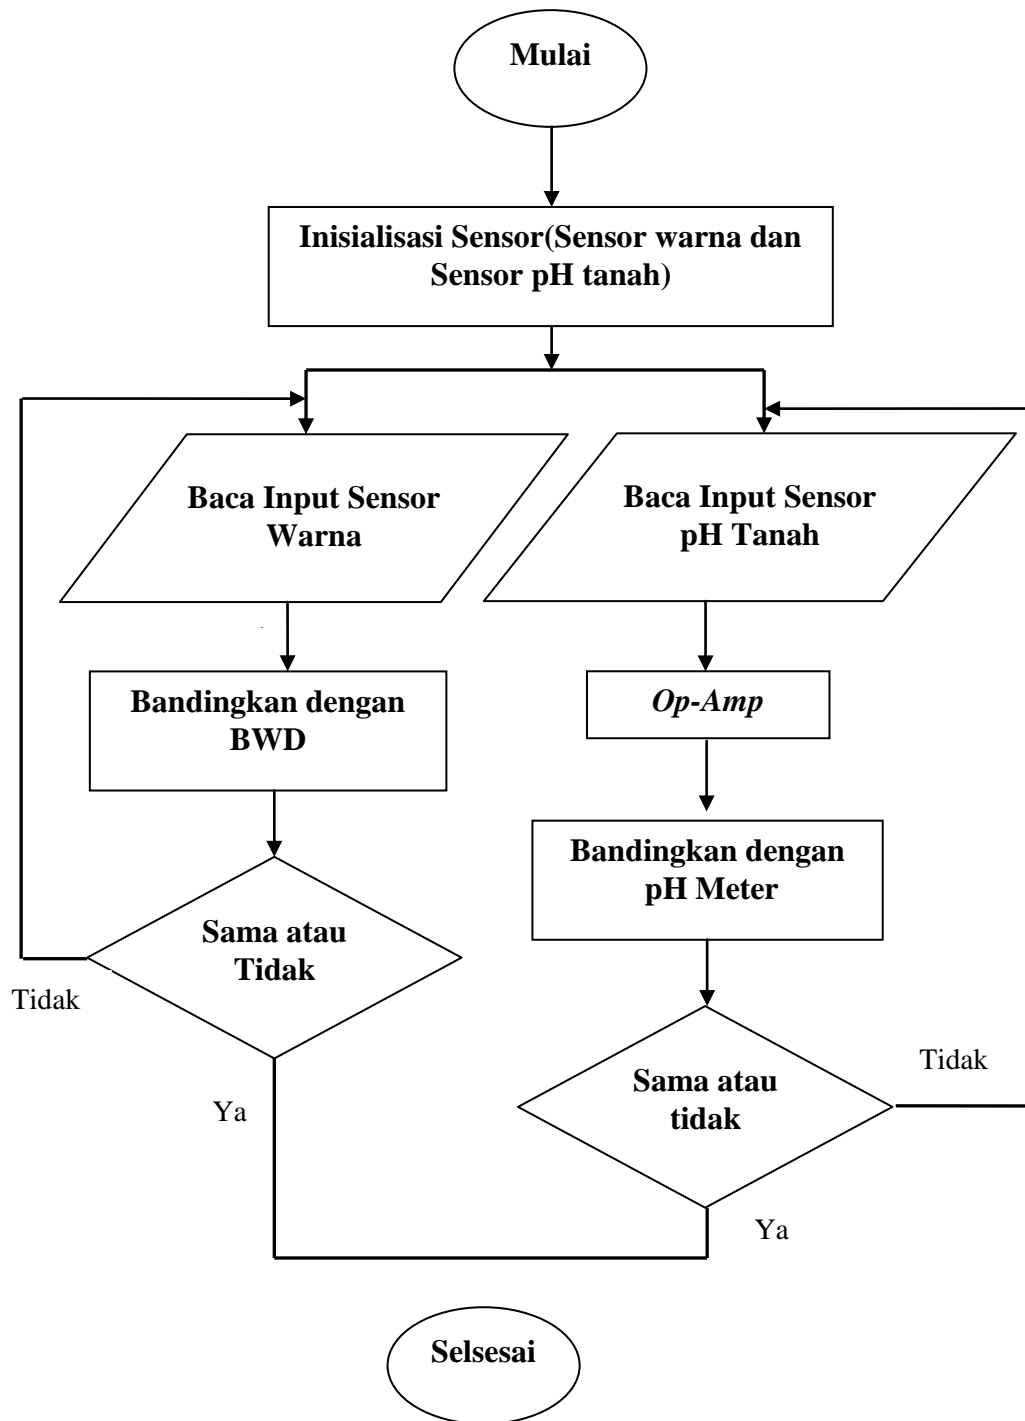 Mulai
Inisialisasi Sensor(Sensor warna dan
Sensor pH tanah)
Baca Input Sensor
Warna
Baca Input Sensor
pH Tanah
Bandingkan dengan
BWD
Op-Amp
Bandingkan dengan
pH Meter
Sama atau
Tidak
Tidak
Ya
Sama atau
tidak
Tidak
Ya
Selsesai